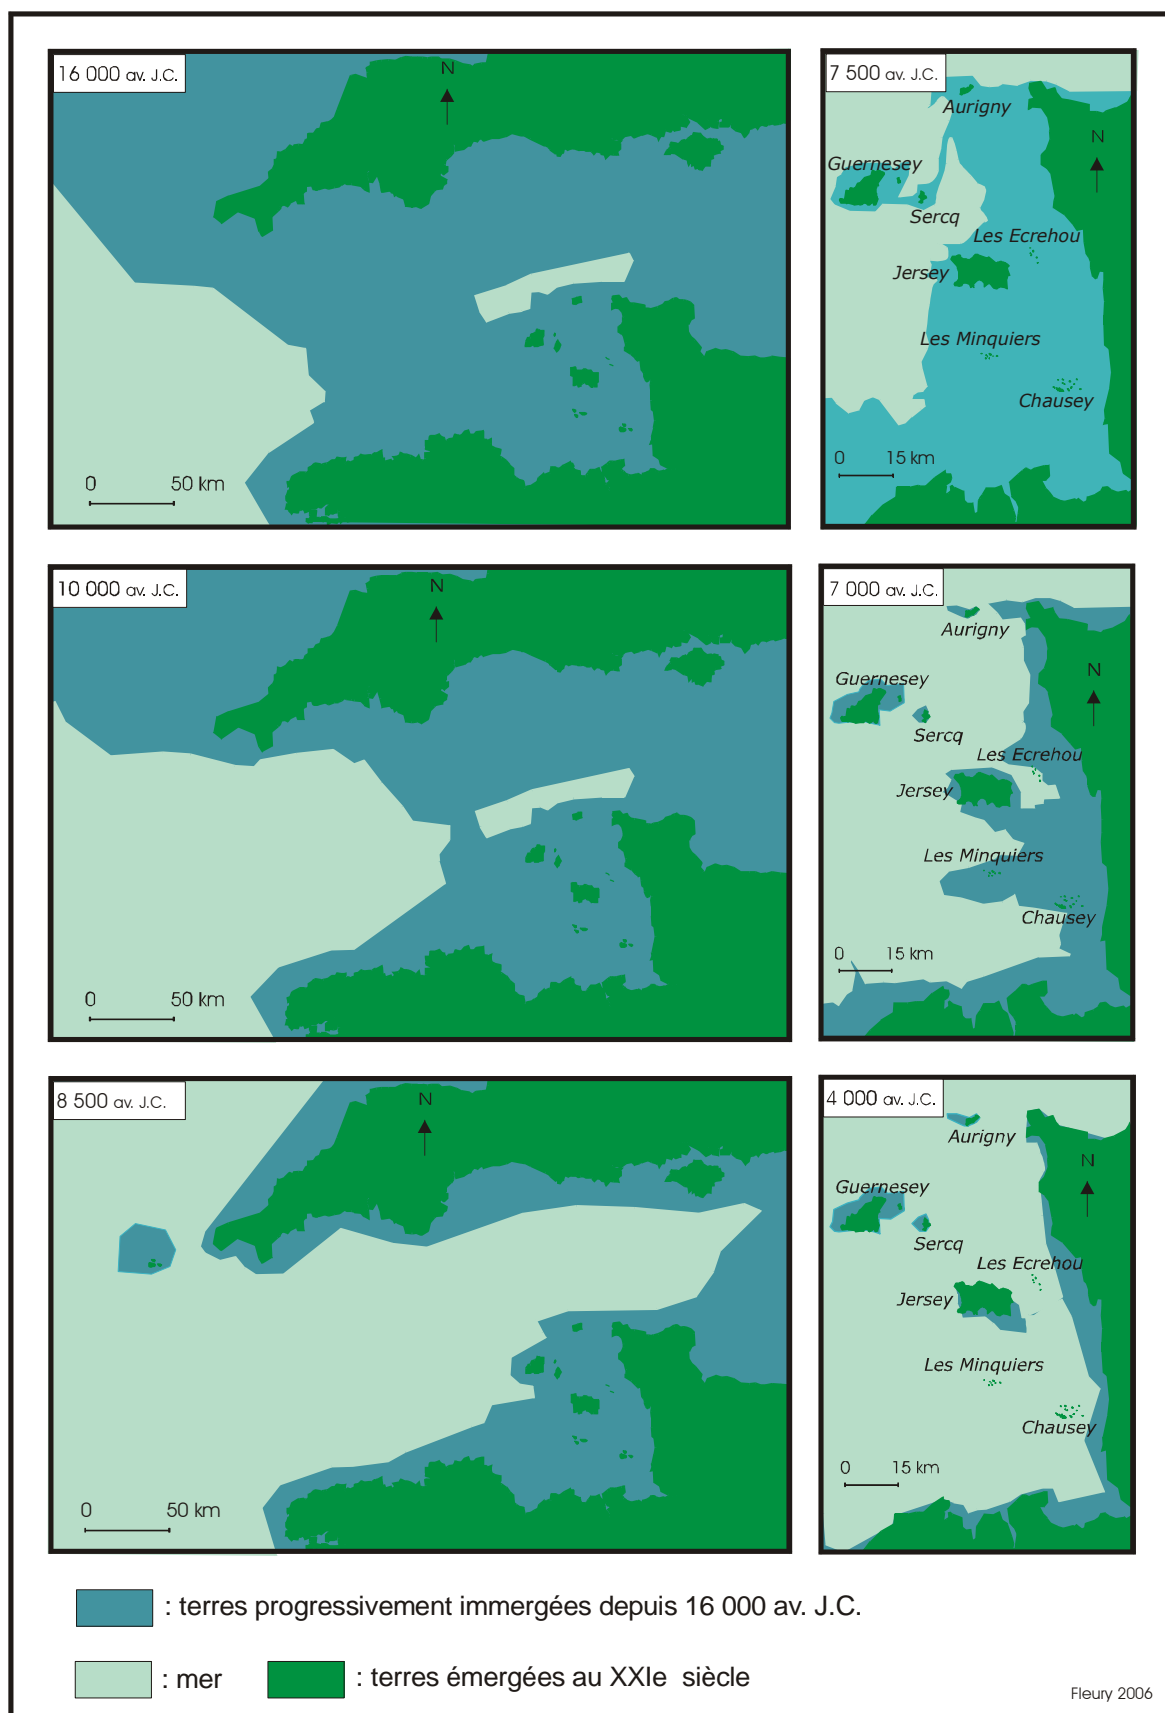 16 000 av. J.C.
N
0 50 km
7 500 av. J.C.
Aurigny
N
Guernesey
Sercq
Les Ecrehou
Jersey
Les Minquiers
Chausey
0 15 km
10 000 av. J.C.
N
0 50 km
7 000 av. J.C.
Aurigny
N
Guernesey
Sercq
Les Ecrehou
Jersey
Les Minquiers
Chausey
0 15 km
8 500 av. J.C.
N
0 50 km
4 000 av. J.C.
Aurigny
N
Guernesey
Sercq
Les Ecrehou
Jersey
Les Minquiers
Chausey
0 15 km
: terres progressivement immergées depuis 16 000 av. J.C.
: mer
: terres émergées au XXIe siècle
Fleury 2006